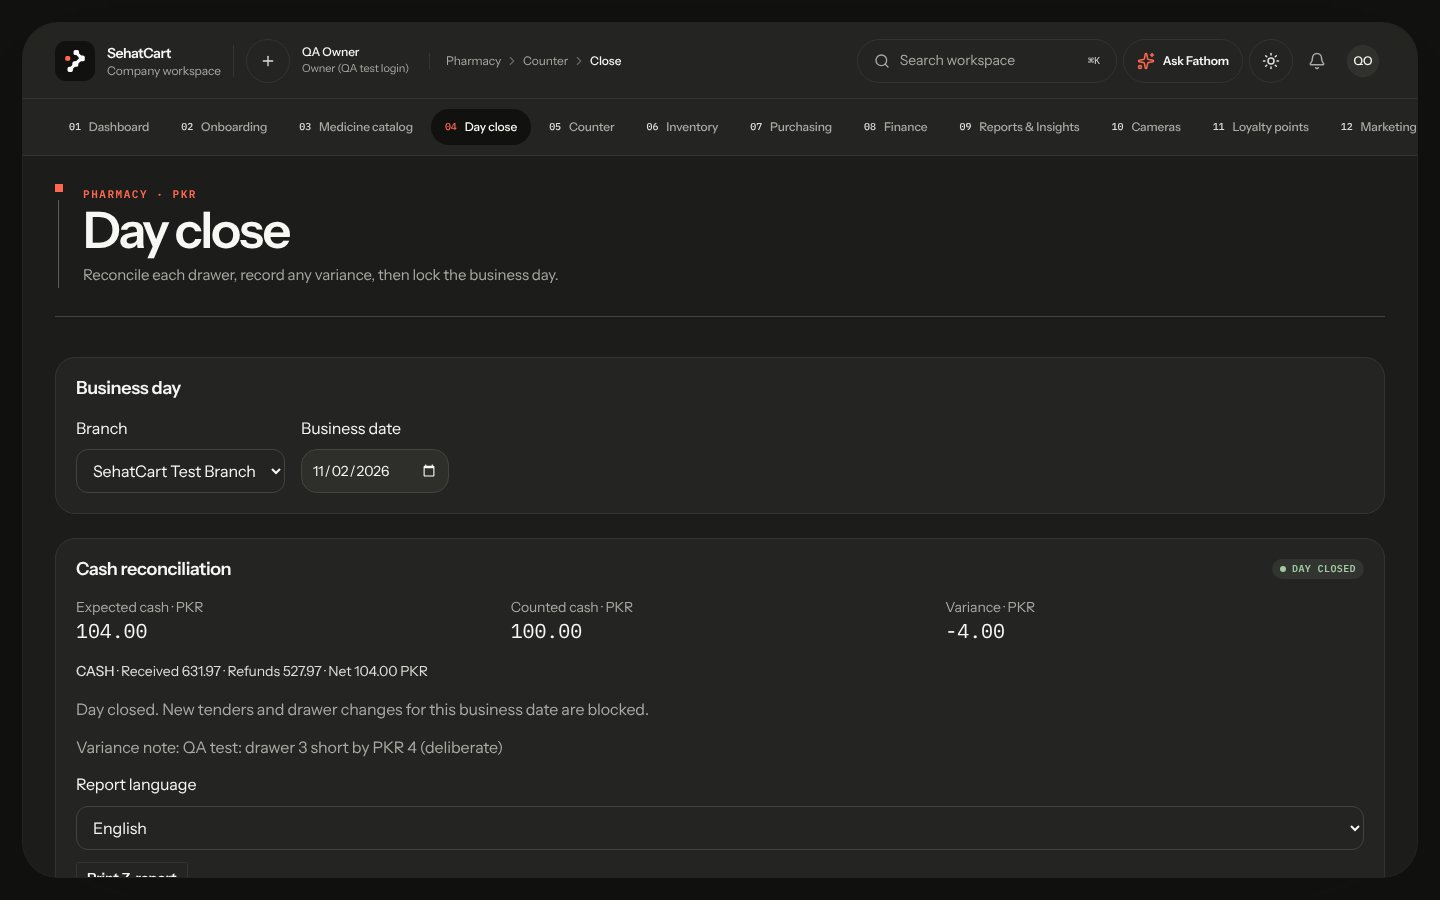 SehatCart
Company workspace
QA Owner
Owner (QA test login)
Pharmacy > Counter > Close
Search workspace
⌘K
Ask Fathom
QO
01 Dashboard
02 Onboarding
03 Medicine catalog
04 Day close
05 Counter
06 Inventory
07 Purchasing
08 Finance
09 Reports & Insights
10 Cameras
11 Loyalty points
12 Marketing
PHARMACY · PKR
Day close
Reconcile each drawer, record any variance, then lock the business day.
Business day
Branch
Business date
SehatCart Test Branch
11/02/2026
Cash reconciliation
DAY CLOSED
Expected cash · PKR
Counted cash · PKR
Variance · PKR
104.00
100.00
-4.00
CASH · Received 631.97 · Refunds 527.97 · Net 104.00 PKR
Day closed. New tenders and drawer changes for this business date are blocked.
Variance note: QA test: drawer 3 short by PKR 4 (deliberate)
Report language
English
Print Z-report